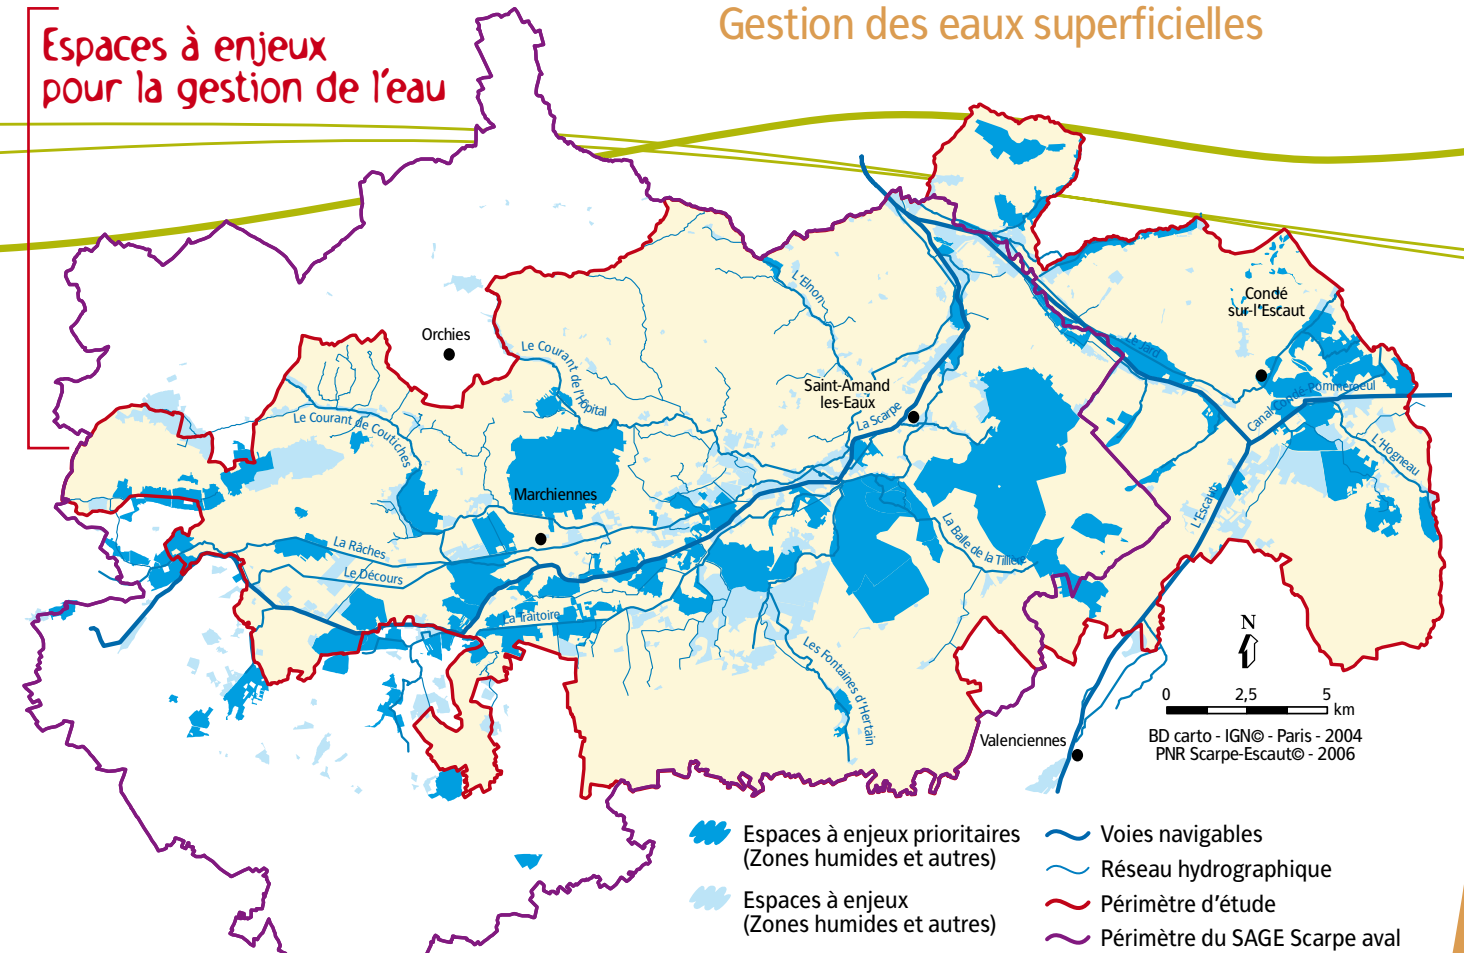 Gestion des eaux superficielles
Espaces à enjeux
pour la gestion de l'eau
Orchies
Condé
sur-l'Escaut
L'Elnon
Le Jard
Le Courant de l'Hôpital
Saint-Amand
les-Eaux
La Scarpe
Canal-Condé-Pommeroeul
L'Hogneau
Le Courant de Coutiches
Marchiennes
L'Escaut
La Râches
Le Décours
La Balle de la Tillière
La Traitoire
Les Fontaines d'Hertain
Valenciennes
N
0 2,5 5
km
BD carto - IGN© - Paris - 2004
PNR Scarpe-Escaut© - 2006
Espaces à enjeux prioritaires
(Zones humides et autres)
Espaces à enjeux
(Zones humides et autres)
Voies navigables
Réseau hydrographique
Périmètre d'étude
Périmètre du SAGE Scarpe aval